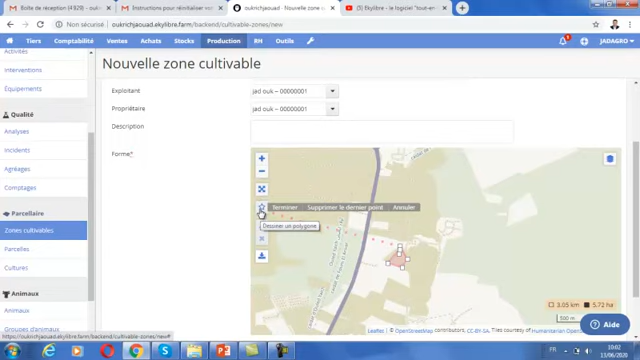 Boîte de réception (4 929) - ou
Instructions pour réinitialiser vo
oukrichjaouad - Nouvelle zone c
Ekylibre - le logiciel "tout-en
Non sécurisé | oukrichjaouad.ekylibre.farm/backend/cultivable-zones/new
Tiers Comptabilité Ventes Achats Stocks Production RH Outils JADAGRO
Nouvelle zone cultivable
Activités
Interventions
Équipements
Qualité
Analyses
Incidents
Agréages
Comptages
Parcellaire
Zones cultivables
Parcelles
Cultures
Animaux
Animaux
Groupes d'animaux
Exploitant jad ouk – 00000001
Propriétaire jad ouk – 00000001
Description
Forme*
+
−
Terminer Supprimer le dernier point Annuler
Dessiner un polygone
3.05 km 5.72 ha
300 m
Leaflet | © OpenStreetMap contributors, CC-BY-SA, Tiles courtesy of Humanitarian
Aide
https://oukrichjaouad.ekylibre.farm/backend/cultivable-zones/new#
FR
10:02
13/06/2020